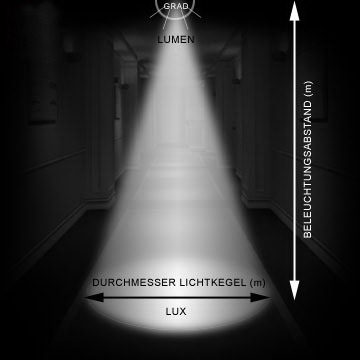 GRAD
LUMEN
BELEUCHTUNGSABSTAND (m)
DURCHMESSER LICHTKEGEL (m)
LUX